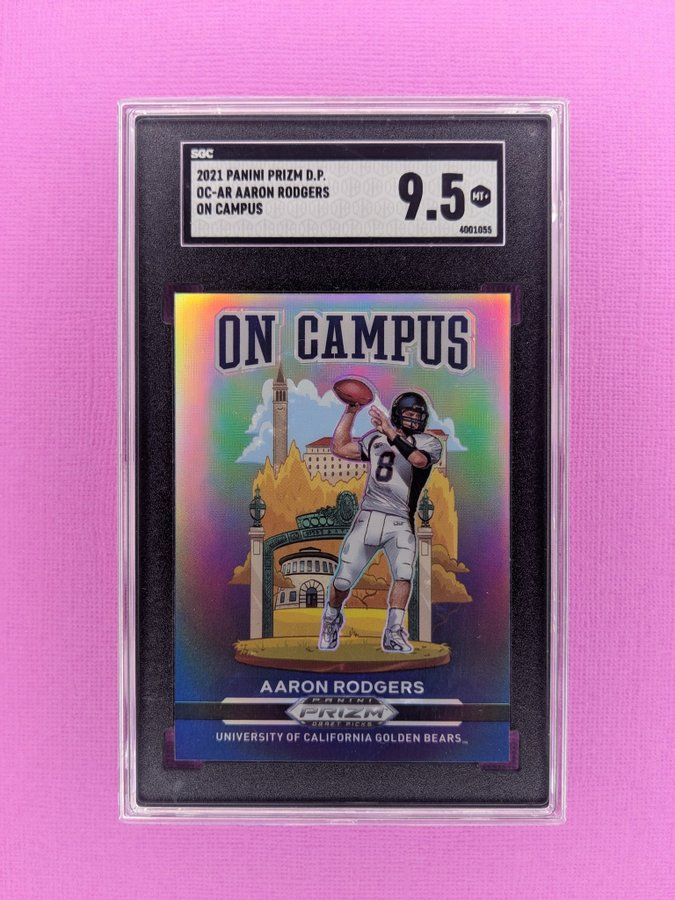 SGC
2021 PANINI PRIZM D.P.
OC-AR AARON RODGERS
ON CAMPUS
9.5
MT+
4001055
ON CAMPUS
8
AARON RODGERS
PANINI
PRIZM
DRAFT PICKS
UNIVERSITY OF CALIFORNIA GOLDEN BEARS™